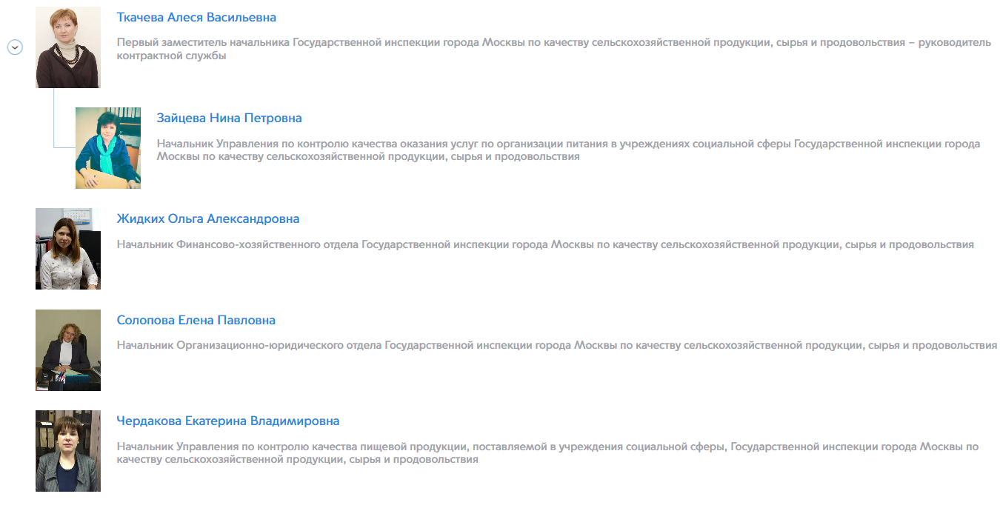 Ткачева Алеся Васильевна
Первый заместитель начальника Государственной инспекции города Москвы по качеству сельскохозяйственной продукции, сырья и продовольствия – руководитель
контрактной службы
Зайцева Нина Петровна
Начальник Управления по контролю качества оказания услуг по организации питания в учреждениях социальной сферы Государственной инспекции города
Москвы по качеству сельскохозяйственной продукции, сырья и продовольствия
Жидких Ольга Александровна
Начальник Финансово-хозяйственного отдела Государственной инспекции города Москвы по качеству сельскохозяйственной продукции, сырья и продовольствия
Солопова Елена Павловна
Начальник Организационно-юридического отдела Государственной инспекции города Москвы по качеству сельскохозяйственной продукции, сырья и продовольствия
Чердакова Екатерина Владимировна
Начальник Управления по контролю качества пищевой продукции, поставляемой в учреждения социальной сферы, Государственной инспекции города Москвы по
качеству сельскохозяйственной продукции, сырья и продовольствия